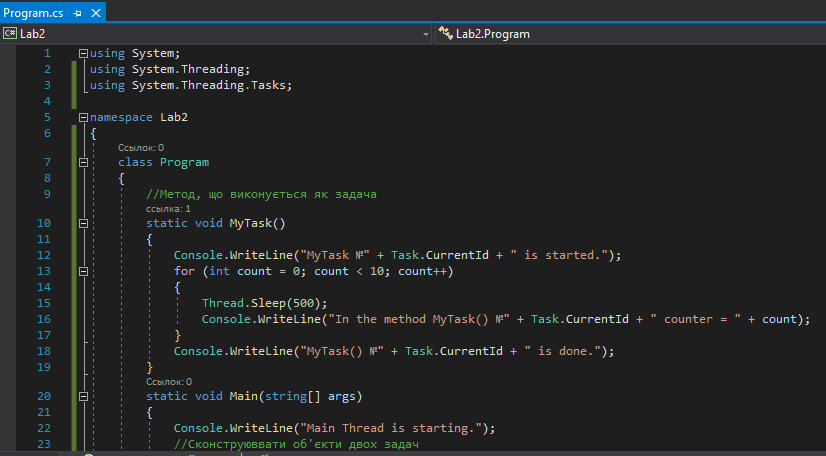 Program.cs
Lab2 Lab2.Program
1 using System;
2 using System.Threading;
3 using System.Threading.Tasks;
4
5 namespace Lab2
6 {
Ссылок: 0
7 class Program
8 {
9 //Метод, що виконується як задача
ссылка: 1
10 static void MyTask()
11 {
12 Console.WriteLine("MyTask №" + Task.CurrentId + " is started.");
13 for (int count = 0; count < 10; count++)
14 {
15 Thread.Sleep(500);
16 Console.WriteLine("In the method MyTask() №" + Task.CurrentId + " counter = " + count);
17 }
18 Console.WriteLine("MyTask() №" + Task.CurrentId + " is done.");
19 }
Ссылок: 0
20 static void Main(string[] args)
21 {
22 Console.WriteLine("Main Thread is starting.");
23 //Сконструювати об'єкти двох задач